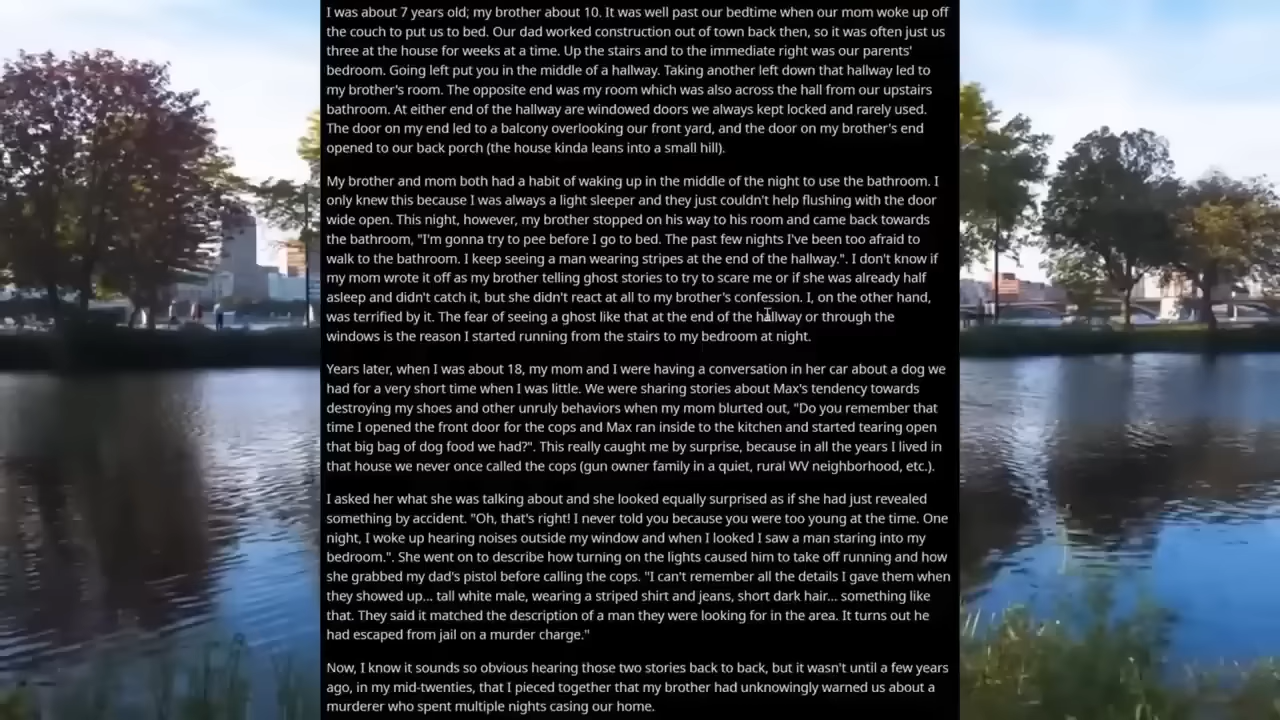 I was about 7 years old; my brother about 10. It was well past our bedtime when our mom woke up off
the couch to put us to bed. Our dad worked construction out of town back then, so it was often just us
three at the house for weeks at a time. Up the stairs and to the immediate right was our parents'
bedroom. Going left put you in the middle of a hallway. Taking another left down that hallway led to
my brother's room. The opposite end was my room which was also across the hall from our upstairs
bathroom. At either end of the hallway are windowed doors we always kept locked and rarely used.
The door on my end led to a balcony overlooking our front yard, and the door on my brother's end
opened to our back porch (the house kinda leans into a small hill).
My brother and mom both had a habit of waking up in the middle of the night to use the bathroom. I
only knew this because I was always a light sleeper and they just couldn't help flushing with the door
wide open. This night, however, my brother stopped on his way to his room and came back towards
the bathroom, "I'm gonna try to pee before I go to bed. The past few nights I've been too afraid to
walk to the bathroom. I keep seeing a man wearing stripes at the end of the hallway.". I don't know if
my mom wrote it off as my brother telling ghost stories to try to scare me or if she was already half
asleep and didn't catch it, but she didn't react at all to my brother's confession. I, on the other hand,
was terrified by it. The fear of seeing a ghost like that at the end of the hallway or through the
windows is the reason I started running from the stairs to my bedroom at night.
Years later, when I was about 18, my mom and I were having a conversation in her car about a dog we
had for a very short time when I was little. We were sharing stories about Max's tendency towards
destroying my shoes and other unruly behaviors when my mom blurted out, "Do you remember that
time I opened the front door for the cops and Max ran inside to the kitchen and started tearing open
that big bag of dog food we had?". This really caught me by surprise, because in all the years I lived in
that house we never once called the cops (gun owner family in a quiet, rural WV neighborhood, etc.).
I asked her what she was talking about and she looked equally surprised as if she had just revealed
something by accident. "Oh, that's right! I never told you because you were too young at the time. One
night, I woke up hearing noises outside my window and when I looked I saw a man staring into my
bedroom.". She went on to describe how turning on the lights caused him to take off running and how
she grabbed my dad's pistol before calling the cops. "I can't remember all the details I gave them when
they showed up... tall white male, wearing a striped shirt and jeans, short dark hair... something like
that. They said it matched the description of a man they were looking for in the area. It turns out he
had escaped from jail on a murder charge."
Now, I know it sounds so obvious hearing those two stories back to back, but it wasn't until a few years
ago, in my mid-twenties, that I pieced together that my brother had unknowingly warned us about a
murderer who spent multiple nights casing our home.